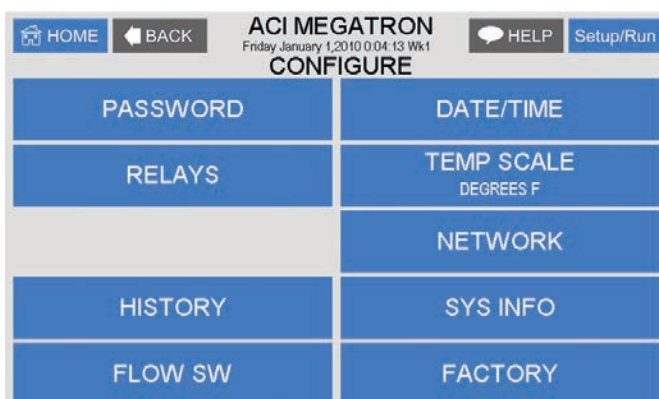 HOME
BACK
ACI MEGATRON
HELP
Setup/Run
Friday January 1,2010 0:04:13 Wk1
CONFIGURE
PASSWORD
DATE/TIME
RELAYS
TEMP SCALE
DEGREES F
NETWORK
HISTORY
SYS INFO
FLOW SW
FACTORY